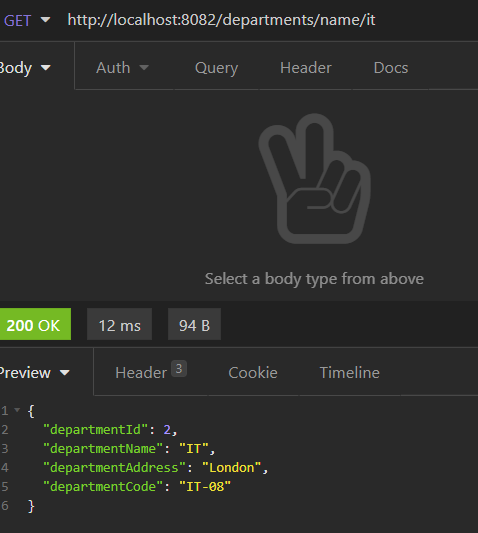 GET http://localhost:8082/departments/name/it
Body Auth Query Header Docs
Select a body type from above
200 OK 12 ms 94 B
Preview Header 3 Cookie Timeline
1 {
2 "departmentId": 2,
3 "departmentName": "IT",
4 "departmentAddress": "London",
5 "departmentCode": "IT-08"
6 }